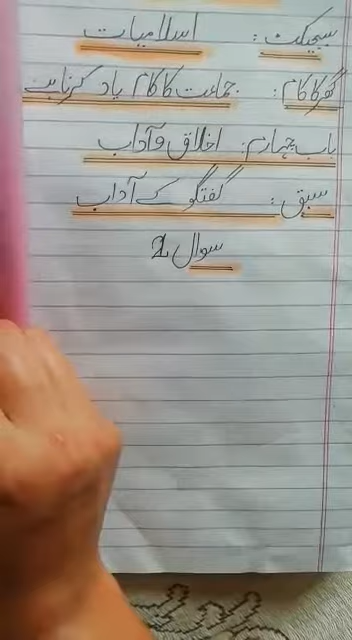 سبجیکٹ: اسلامیات
گھر کا کام: جماعت کا کام یاد کرنا ہے
باب چہارم: اخلاق و آداب
سبق: گفتگو کے آداب
سوال 2